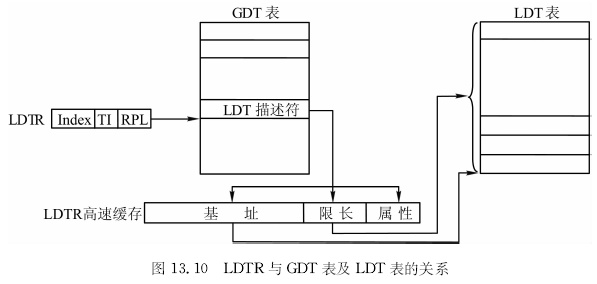 GDT 表
LDT 表
LDT 描述符
LDTR Index TI RPL
LDTR高速缓存 基 址 限 长 属 性
图 13.10 LDTR 与 GDT 表及 LDT 表的关系